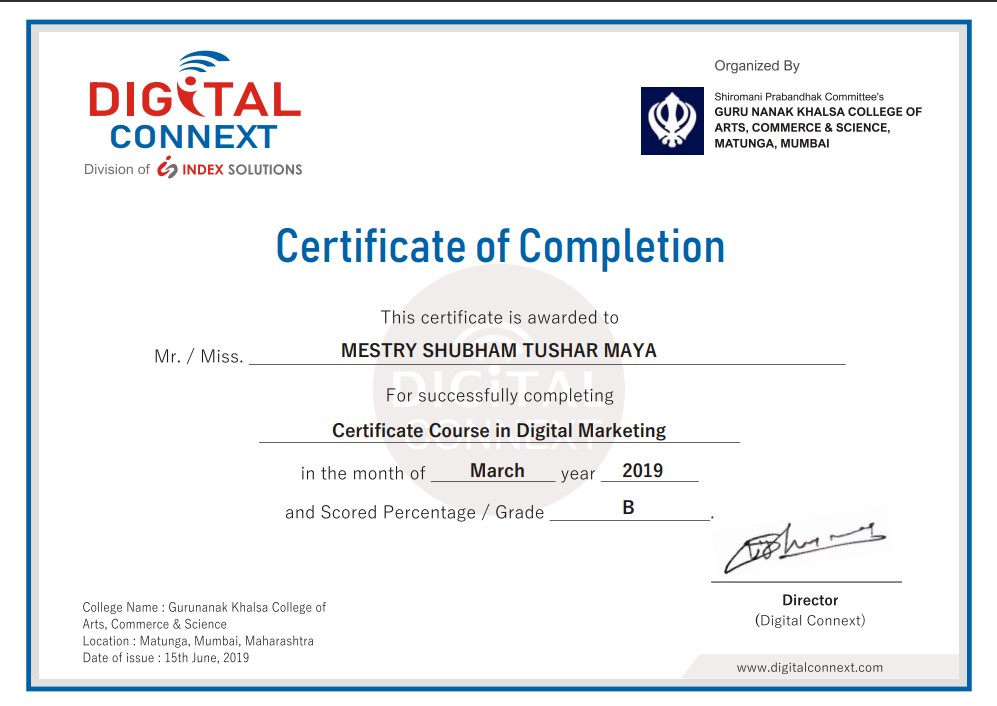 DIGITAL
CONNEXT
Division of INDEX SOLUTIONS
Organized By
Shiromani Prabandhak Committee's
GURU NANAK KHALSA COLLEGE OF
ARTS, COMMERCE & SCIENCE,
MATUNGA, MUMBAI
Certificate of Completion
This certificate is awarded to
Mr. / Miss. MESTRY SHUBHAM TUSHAR MAYA
For successfully completing
DIGITAL
Certificate Course in Digital Marketing
CONNEXT
in the month of March year 2019
and Scored Percentage / Grade B.
Director
(Digital Connext)
College Name : Gurunanak Khalsa College of
Arts, Commerce & Science
Location : Matunga, Mumbai, Maharashtra
Date of issue : 15th June, 2019
www.digitalconnext.com